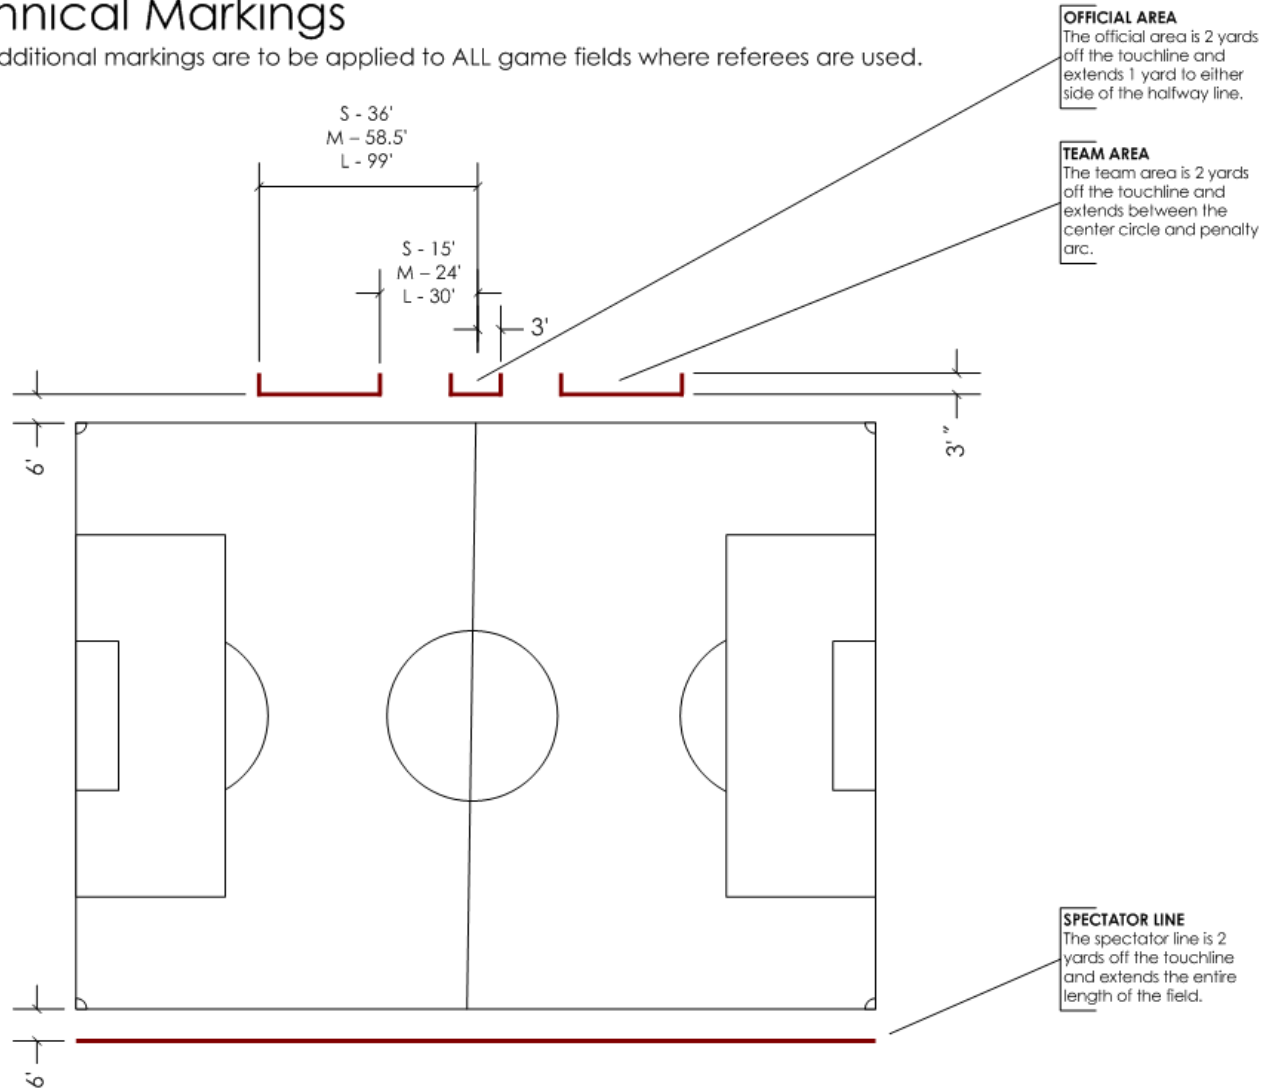 hnical Markings
dditional markings are to be applied to ALL game fields where referees are used.
OFFICIAL AREA
The official area is 2 yards
off the touchline and
extends 1 yard to either
side of the halfway line.
S - 36'
M – 58.5'
L - 99'
TEAM AREA
The team area is 2 yards
off the touchline and
extends between the
center circle and penalty
arc.
S - 15'
M – 24'
L - 30'
3'
6'
3' "
SPECTATOR LINE
The spectator line is 2
yards off the touchline
and extends the entire
length of the field.
6'